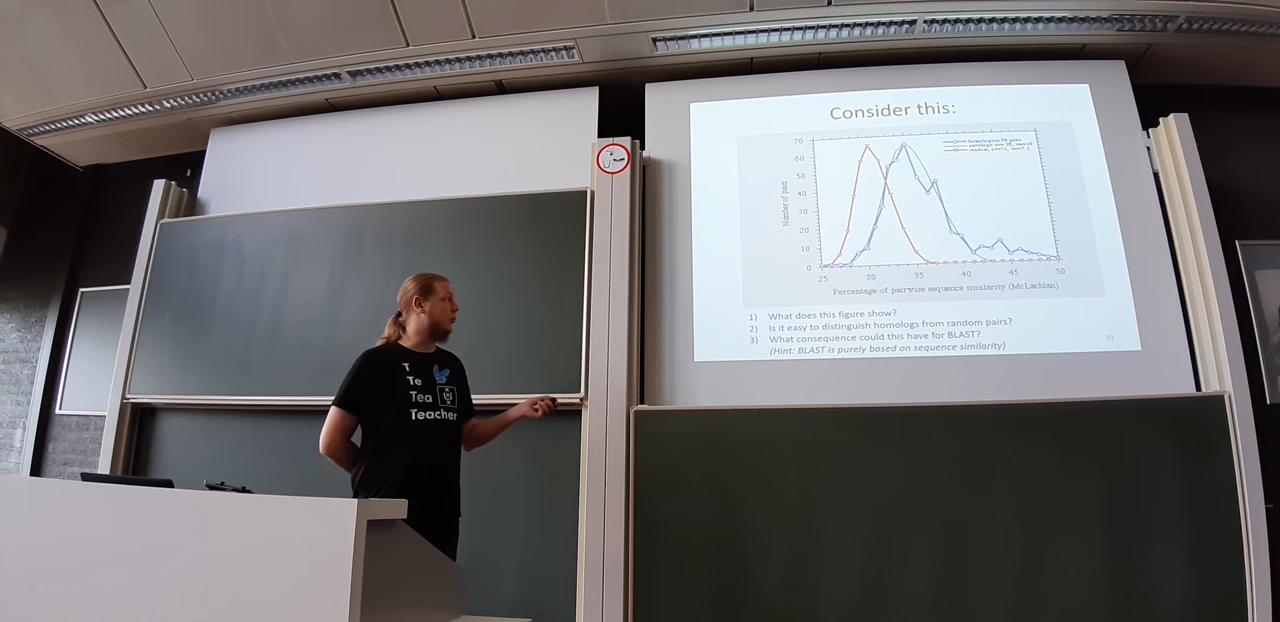 T
Te
Tea
Teacher
Consider this:
70
60
50
40
30
20
10
0
Number of pairs
25 30 35 40 45 50
Percentage of pairwise sequence similarity (McLachlan)
1) What does this figure show?
2) Is it easy to distinguish homologs from random pairs?
3) What consequence could this have for BLAST?
(Hint: BLAST is purely based on sequence similarity)